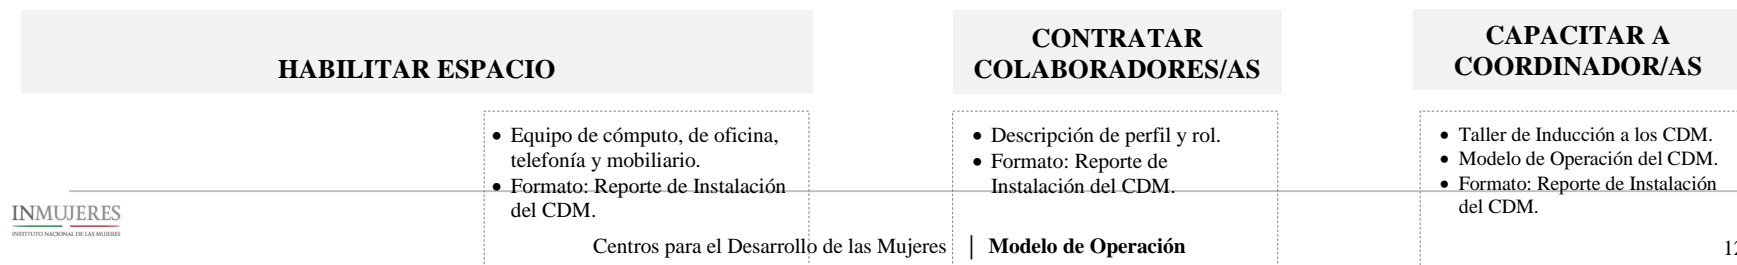 HABILITAR ESPACIO
CONTRATAR
COLABORADORES/AS
CAPACITAR A
COORDINADOR/AS
• Equipo de cómputo, de oficina,
telefonía y mobiliario.
• Formato: Reporte de Instalación
del CDM.
• Descripción de perfil y rol.
• Formato: Reporte de
Instalación del CDM.
• Taller de Inducción a los CDM.
• Modelo de Operación del CDM.
• Formato: Reporte de Instalación
del CDM.
INMUJERES
INSTITUTO NACIONAL DE LAS MUJERES
Centros para el Desarrollo de las Mujeres | Modelo de Operación
12